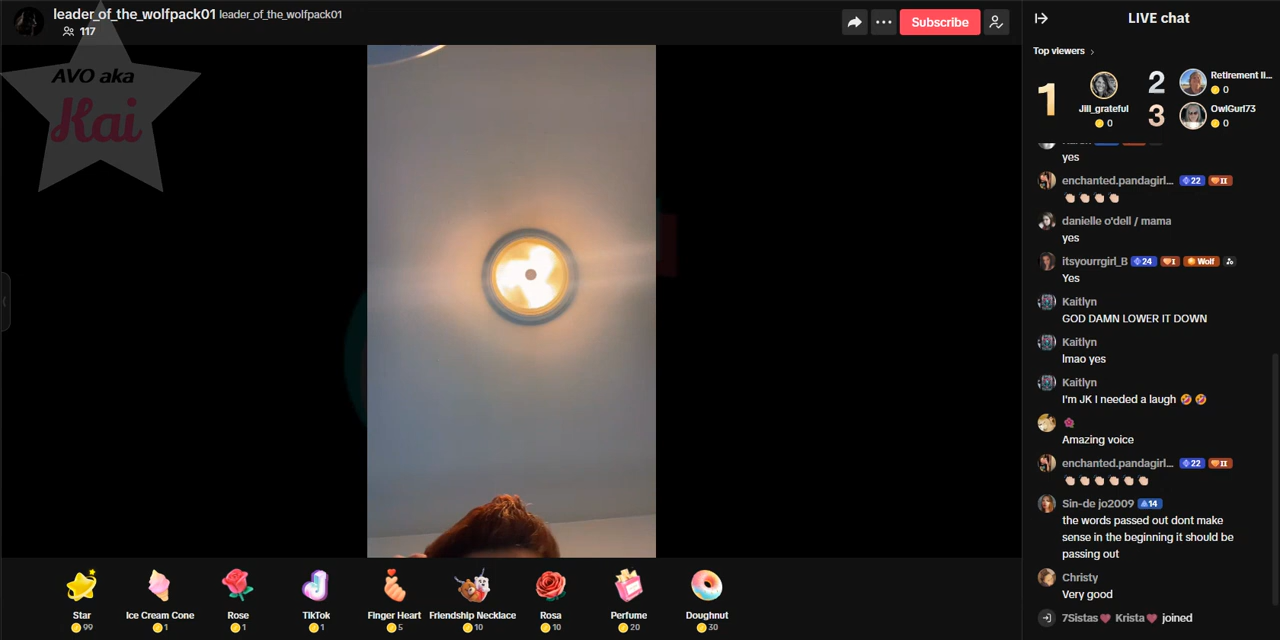 leader_of_the_wolfpack01 leader_of_the_wolfpack01
117
Subscribe
AVO aka
Kai
LIVE chat
Top viewers
1
Jill_grateful
0
2
Retirement li...
0
3
OwlGurl73
0
yes
enchanted.pandagirl... 22 II
danielle o'dell / mama
yes
itsyourrgirl_B 24 I Wolf
Yes
Kaitlyn
GOD DAMN LOWER IT DOWN
Kaitlyn
lmao yes
Kaitlyn
I'm JK I needed a laugh 🤣 🤣
🌺
Amazing voice
enchanted.pandagirl... 22 II
Sin-de jo2009 14
the words passed out dont make
sense in the beginning it should be
passing out
Christy
Very good
7Sistas Krista joined
Star
99
Ice Cream Cone
1
Rose
1
TikTok
1
Finger Heart
5
Friendship Necklace
10
Rosa
10
Perfume
20
Doughnut
30